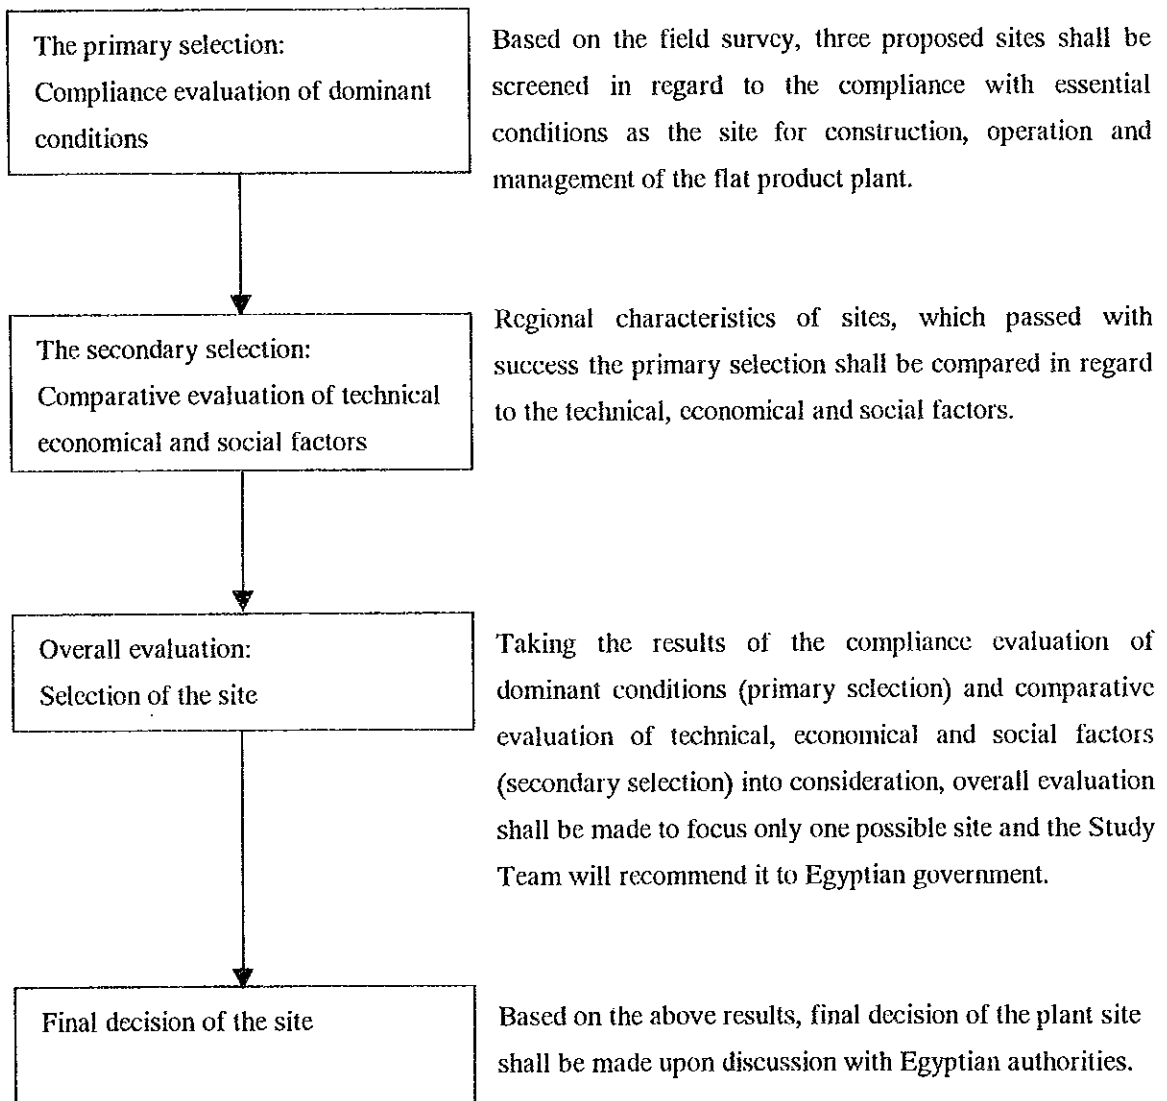 The primary selection:
Compliance evaluation of dominant
conditions
Based on the field survey, three proposed sites shall be
screened in regard to the compliance with essential
conditions as the site for construction, operation and
management of the flat product plant.
The secondary selection:
Comparative evaluation of technical
economical and social factors
Regional characteristics of sites, which passed with
success the primary selection shall be compared in regard
to the technical, economical and social factors.
Overall evaluation:
Selection of the site
Taking the results of the compliance evaluation of
dominant conditions (primary selection) and comparative
evaluation of technical, economical and social factors
(secondary selection) into consideration, overall evaluation
shall be made to focus only one possible site and the Study
Team will recommend it to Egyptian government.
Final decision of the site
Based on the above results, final decision of the plant site
shall be made upon discussion with Egyptian authorities.